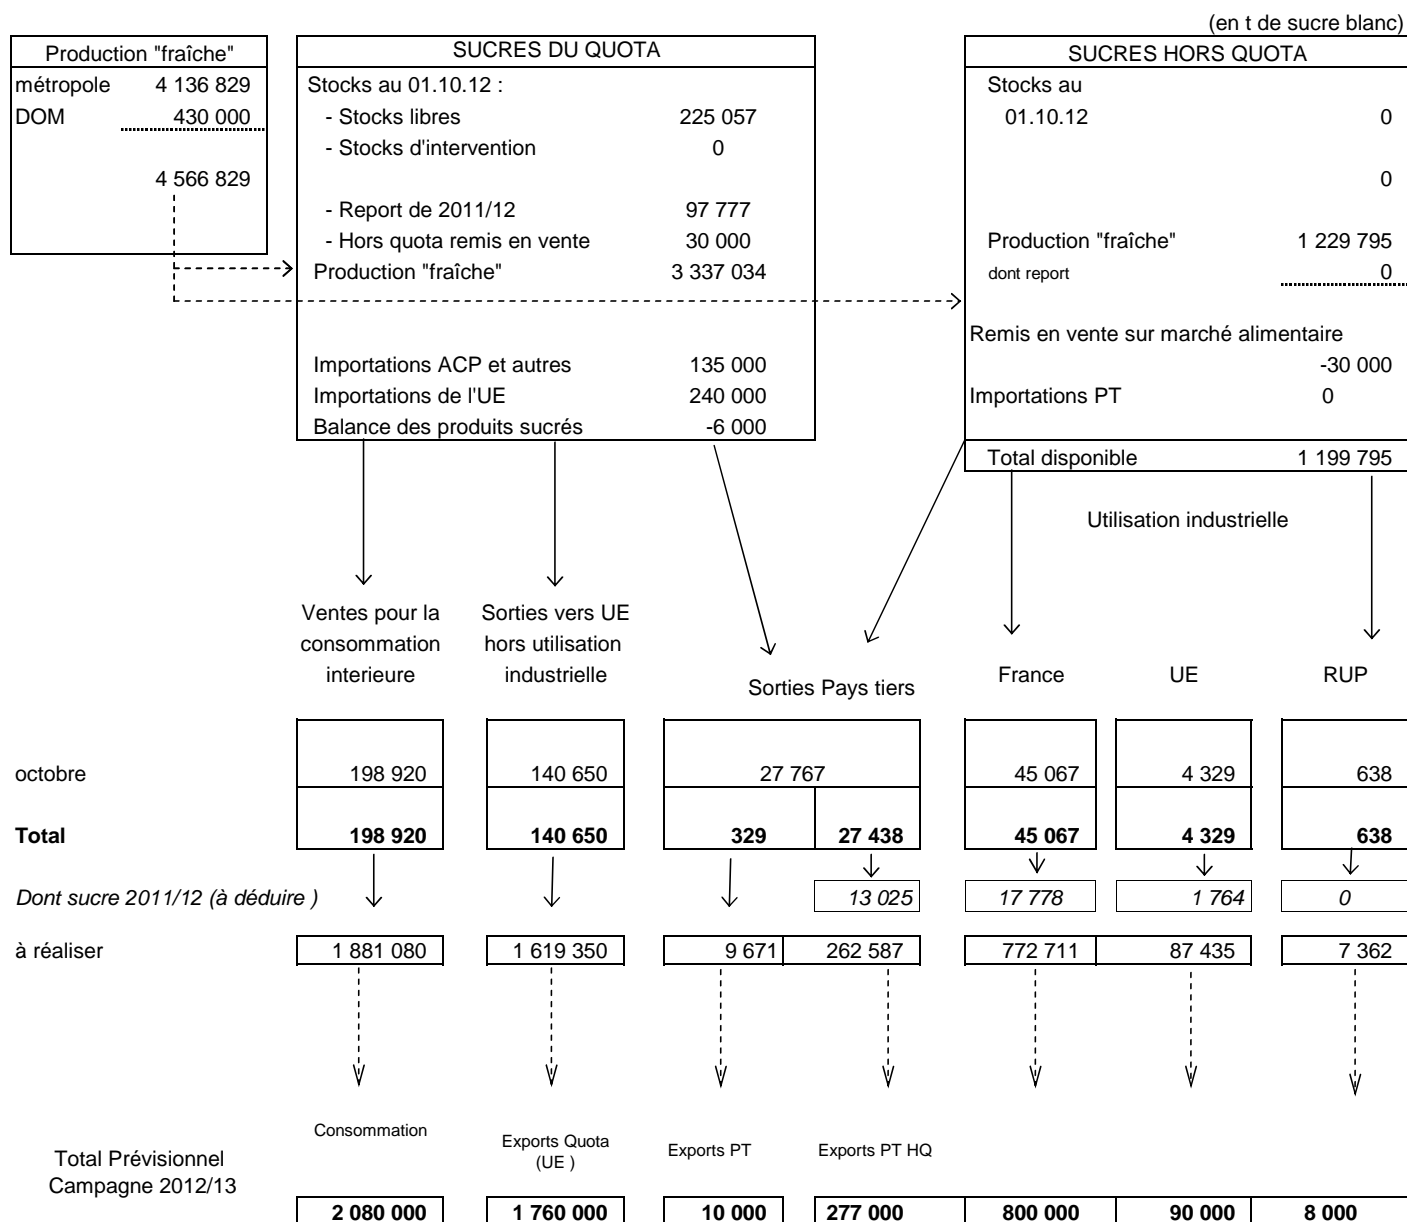 (en t de sucre blanc)
Production "fraîche"
métropole 4 136 829
DOM 430 000
4 566 829
SUCRES DU QUOTA
Stocks au 01.10.12 :
- Stocks libres 225 057
- Stocks d'intervention 0
- Report de 2011/12 97 777
- Hors quota remis en vente 30 000
Production "fraîche" 3 337 034
Importations ACP et autres 135 000
Importations de l'UE 240 000
Balance des produits sucrés -6 000
SUCRES HORS QUOTA
Stocks au
01.10.12 0
0
Production "fraîche" 1 229 795
dont report 0
Remis en vente sur marché alimentaire
-30 000
Importations PT 0
Total disponible 1 199 795
Utilisation industrielle
Ventes pour la
consommation
interieure
Sorties vers UE
hors utilisation
industrielle
Sorties Pays tiers
France UE RUP
octobre 198 920 140 650 27 767 45 067 4 329 638
Total 198 920 140 650 329 27 438 45 067 4 329 638
Dont sucre 2011/12 (à déduire ) 13 025 17 778 1 764 0
à réaliser 1 881 080 1 619 350 9 671 262 587 772 711 87 435 7 362
Total Prévisionnel
Campagne 2012/13
Consommation
Exports Quota
(UE )
Exports PT
Exports PT HQ
2 080 000 1 760 000 10 000 277 000 800 000 90 000 8 000